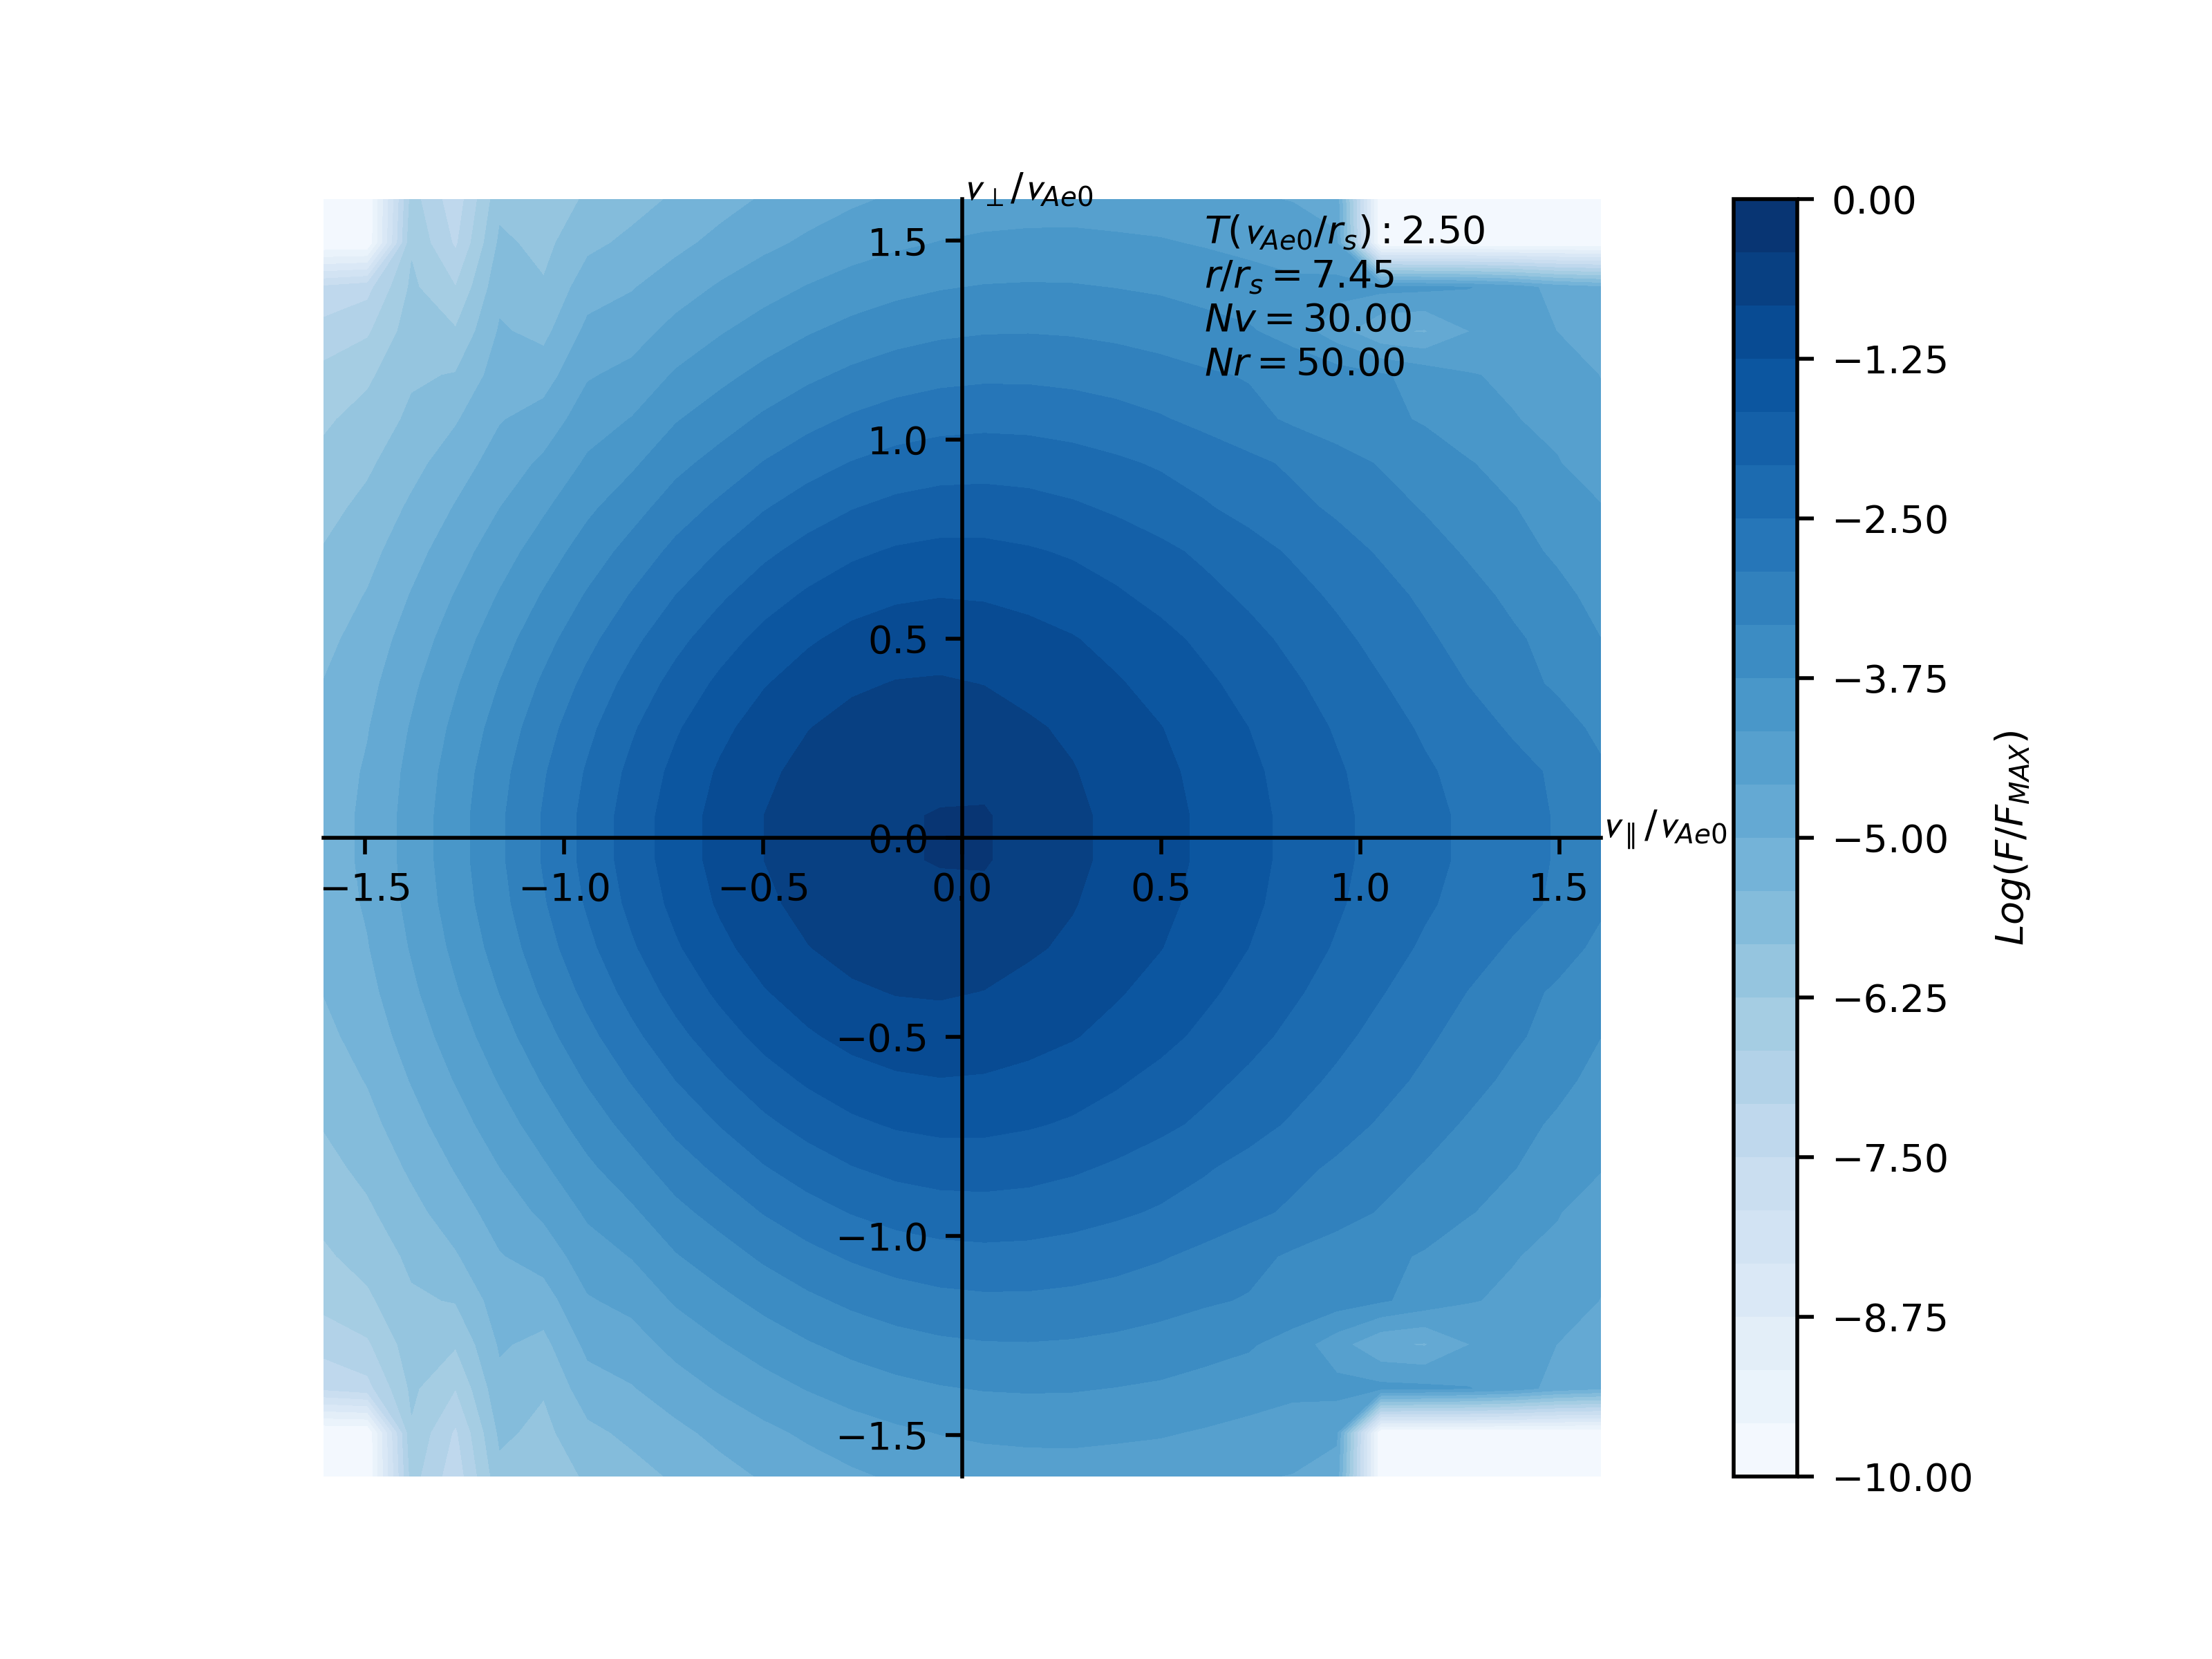 v⊥/vAe0
T(vAe0/rs):2.50
r/rs = 7.45
Nv = 30.00
Nr = 50.00
1.5
1.0
0.5
0.0
−0.5
−1.0
−1.5
−1.5 −1.0 −0.5 0.0 0.5 1.0 1.5
v∥/vAe0
0.00
−1.25
−2.50
−3.75
−5.00
−6.25
−7.50
−8.75
−10.00
Log(F/FMAX)